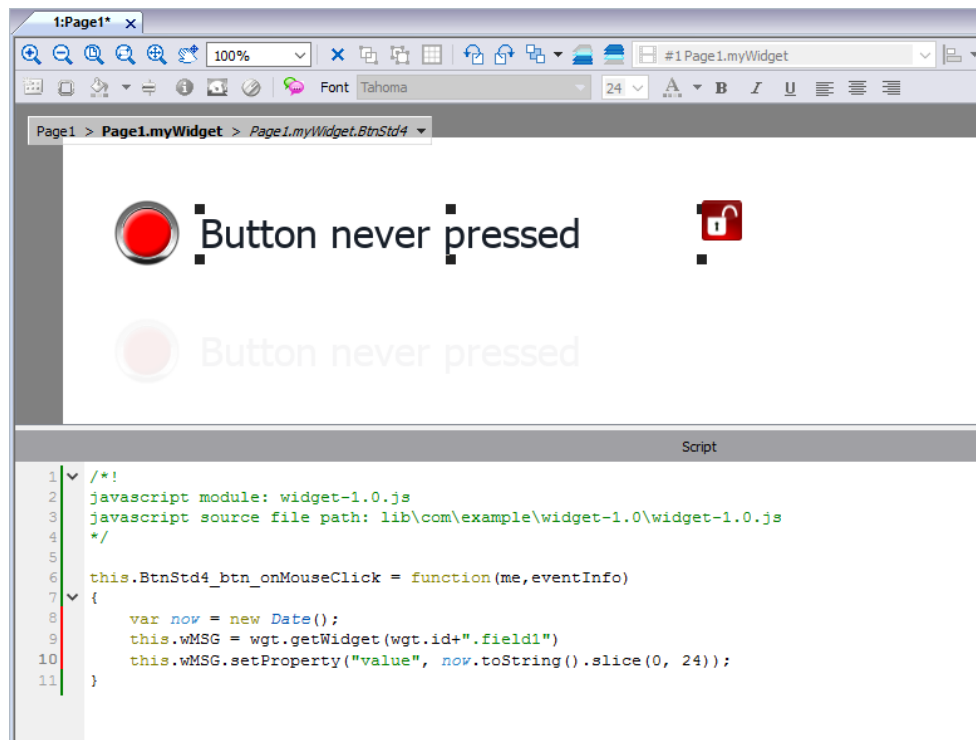 1:Page1* x
100%
#1 Page1.myWidget
Font Tahoma 24 A B I U
Page1 > Page1.myWidget > Page1.myWidget.BtnStd4
Button never pressed
Button never pressed
Script
1 /*!
2 javascript module: widget-1.0.js
3 javascript source file path: lib\com\example\widget-1.0\widget-1.0.js
4 */
5
6 this.BtnStd4_btn_onMouseClick = function(me,eventInfo)
7 {
8 var now = new Date();
9 this.wMSG = wgt.getWidget(wgt.id+".field1")
10 this.wMSG.setProperty("value", now.toString().slice(0, 24));
11 }